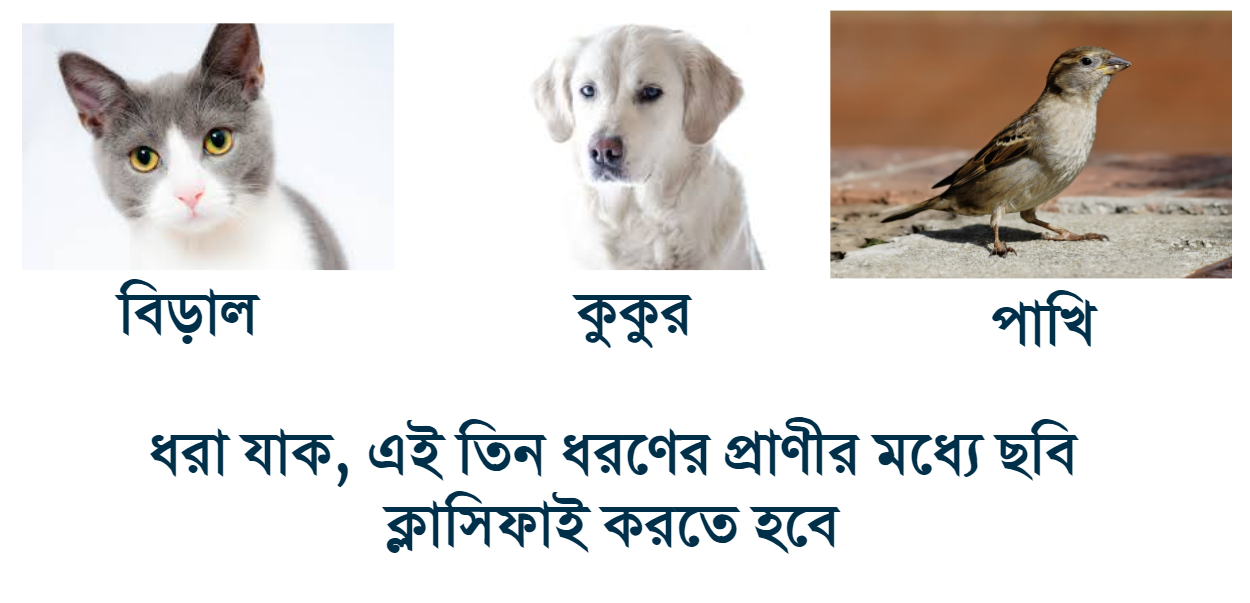 বিড়াল
কুকুর
পাখি
ধরা যাক, এই তিন ধরণের প্রাণীর মধ্যে ছবি
ক্লাসিফাই করতে হবে